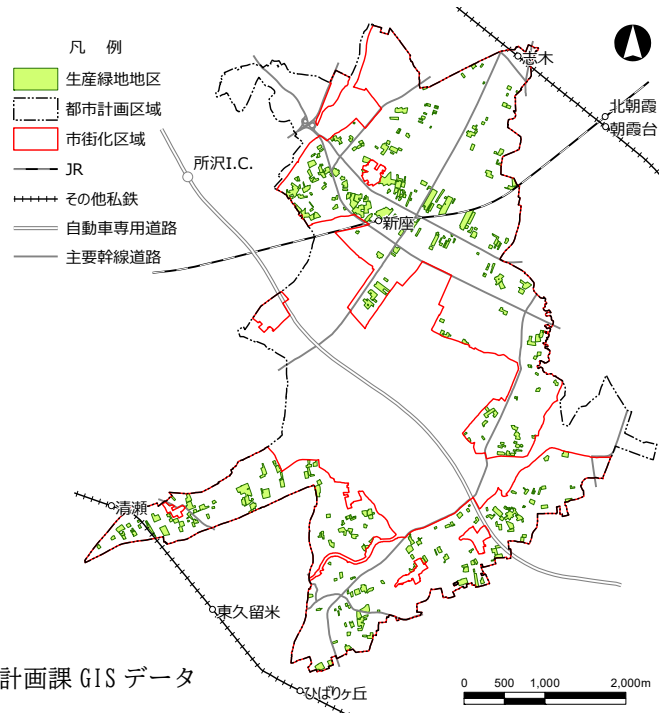 凡 例
生産緑地地区
都市計画区域
市街化区域
JR
その他私鉄
自動車専用道路
主要幹線道路
志木
北朝霞
朝霞台
所沢I.C.
新座
清瀬
東久留米
ひばりヶ丘
計画課 GIS データ
0 500 1,000 2,000m